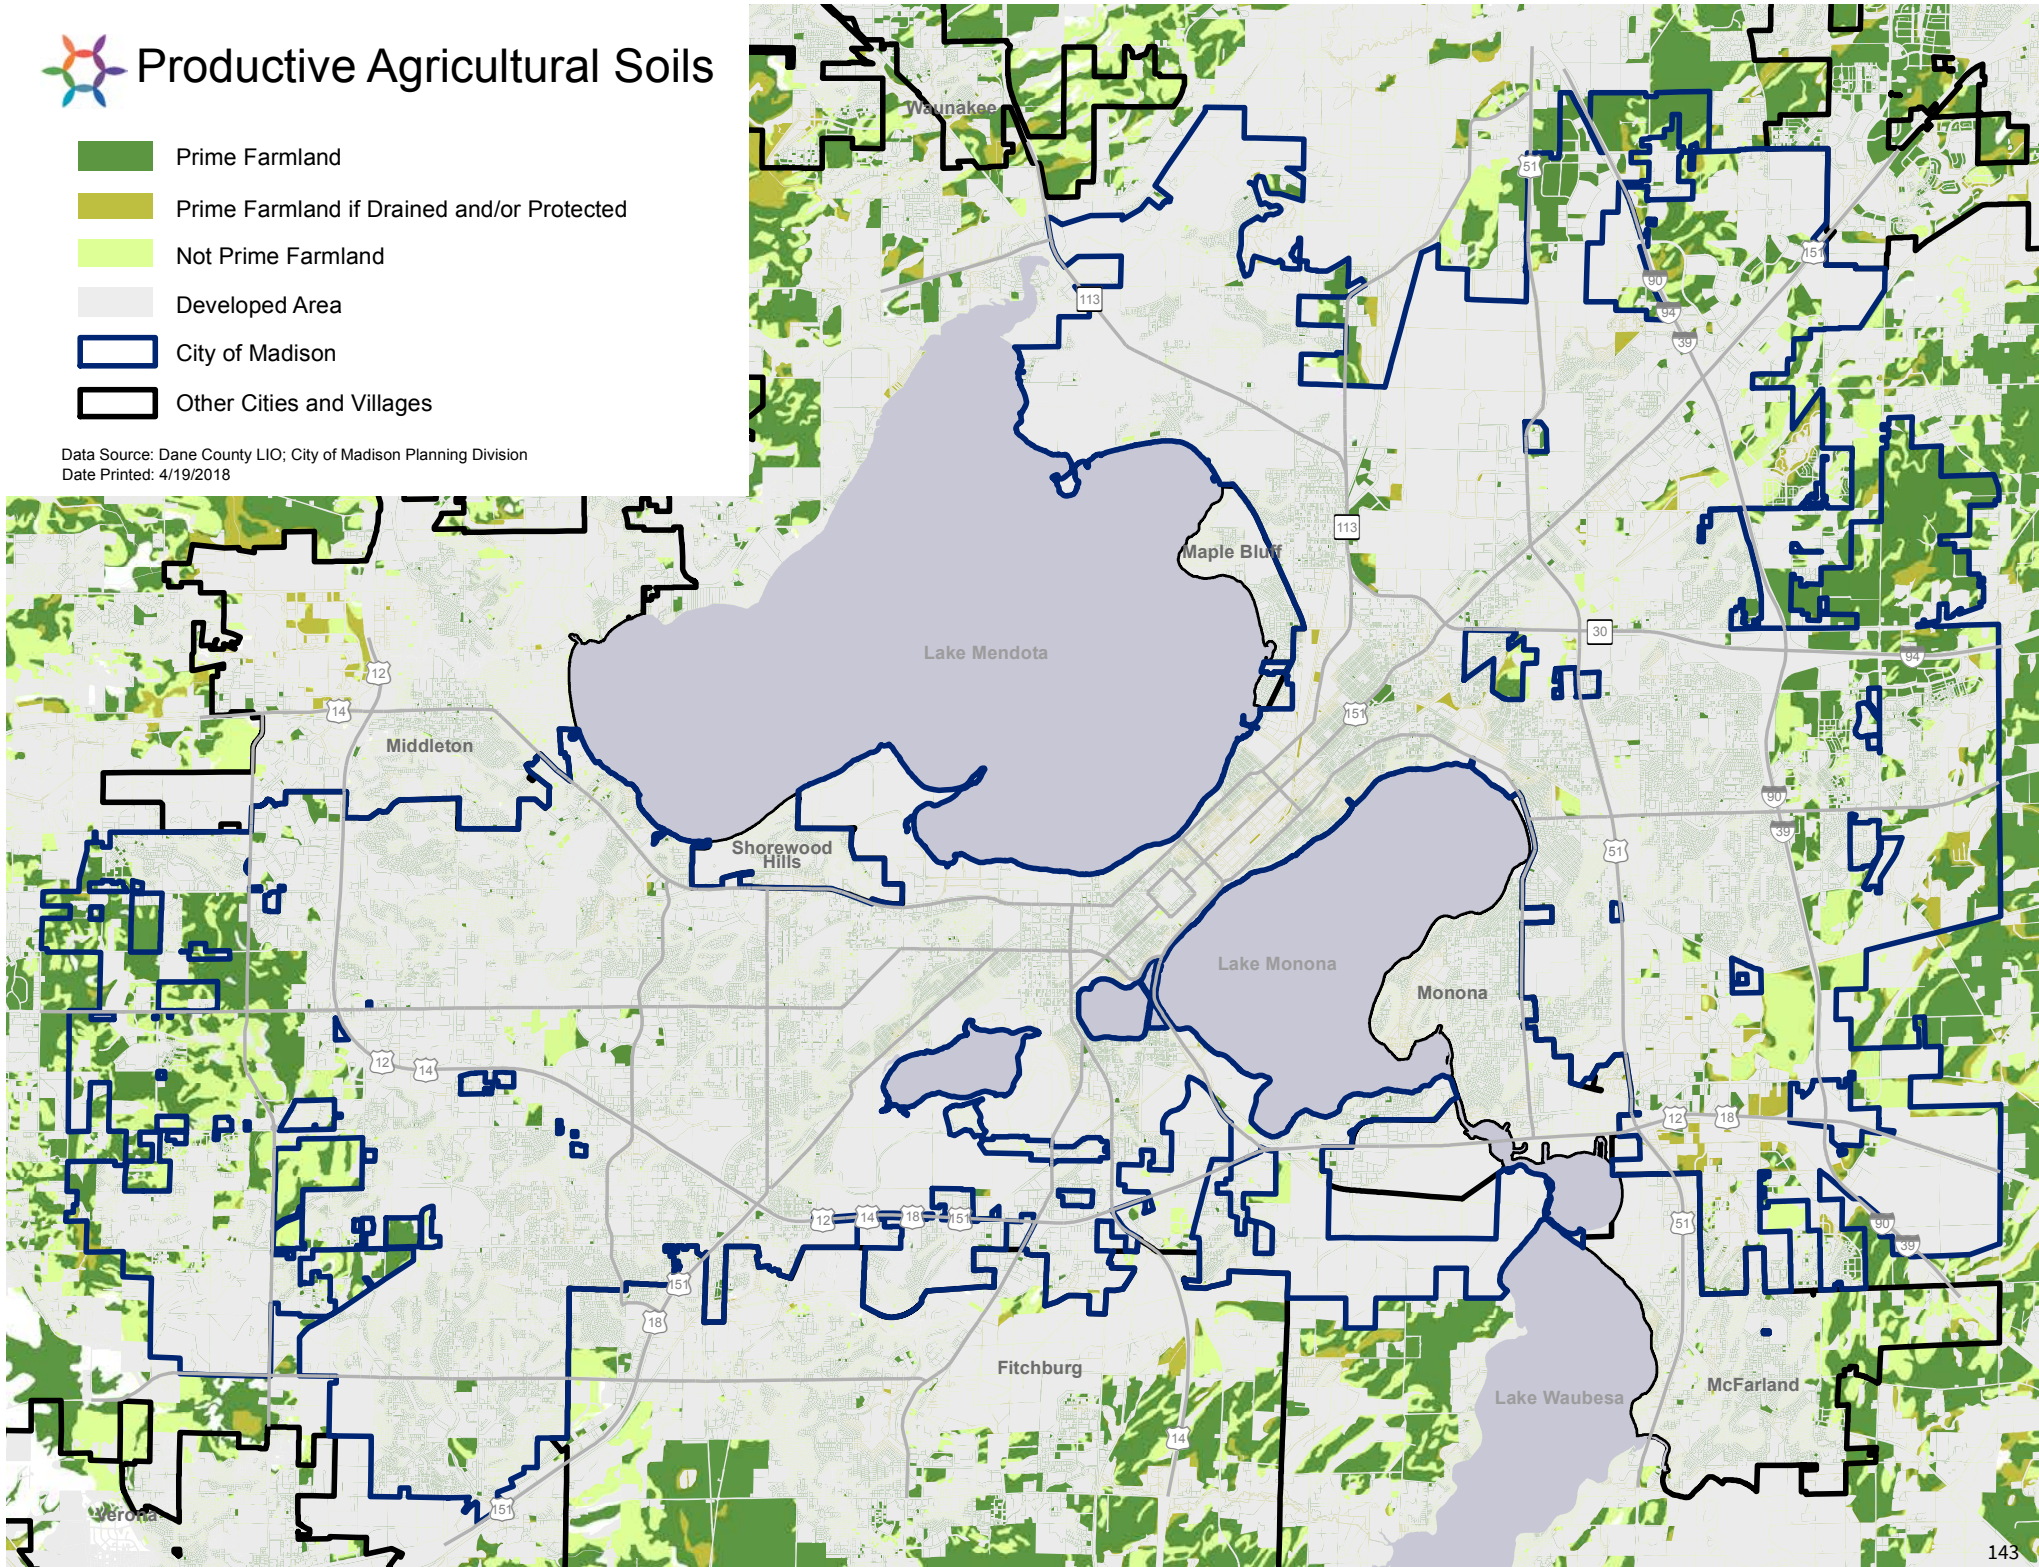 Productive Agricultural Soils
Prime Farmland
Prime Farmland if Drained and/or Protected
Not Prime Farmland
Developed Area
City of Madison
Other Cities and Villages
Data Source: Dane County LIO; City of Madison Planning Division
Date Printed: 4/19/2018
Waunakee
51
151
90
94
113
39
113
Maple Bluff
30
Lake Mendota
94
12
14
151
Middleton
90
39
51
Shorewood
Hills
Lake Monona
Monona
12
14
12
18
12
14
18
151
51
90
39
151
18
Fitchburg
McFarland
Lake Waubesa
14
151
Verona
143